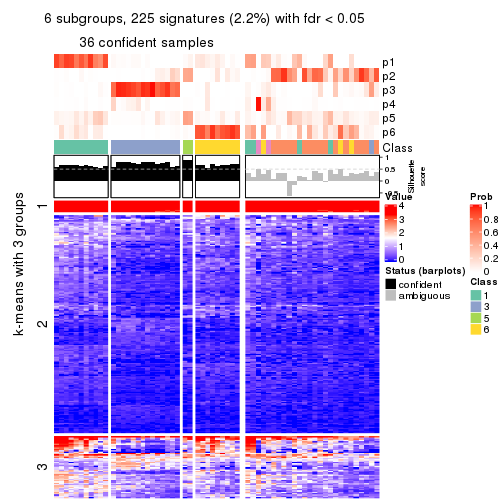 6 subgroups, 225 signatures (2.2%) with fdr < 0.05
36 confident samples
p1
p2
p3
p4
p5
p6
Class
1
0.5
0
-0.5
Silhouette
score
k-means with 3 groups
1
2
3
Value
4
3
2
1
0
Status (barplots)
confident
ambiguous
Prob
1
0.8
0.6
0.4
0.2
0
Class
1
3
5
6